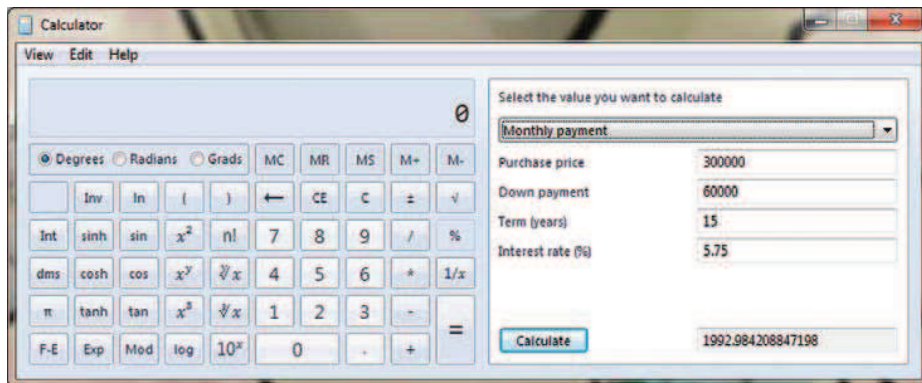 Calculator
View Edit Help
0
Degrees Radians Grads MC MR MS M+ M-
Inv ln ( ) ← CE C ± √
Int sinh sin x² n! 7 8 9 / %
dms cosh cos xʸ ʸ√x 4 5 6 * 1/x
π tanh tan x³ ³√x 1 2 3 - =
F-E Exp Mod log 10ˣ 0 . +
Select the value you want to calculate
Monthly payment
Purchase price 300000
Down payment 60000
Term (years) 15
Interest rate (%) 5.75
Calculate 1992.984208847198